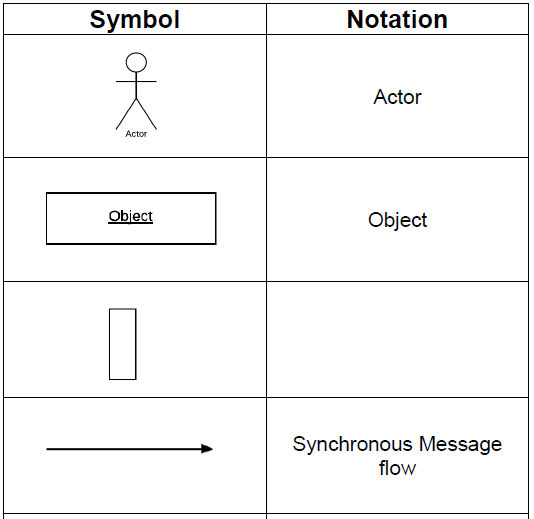 Symbol Notation
Actor
Actor
Object
Object
Synchronous Message
flow